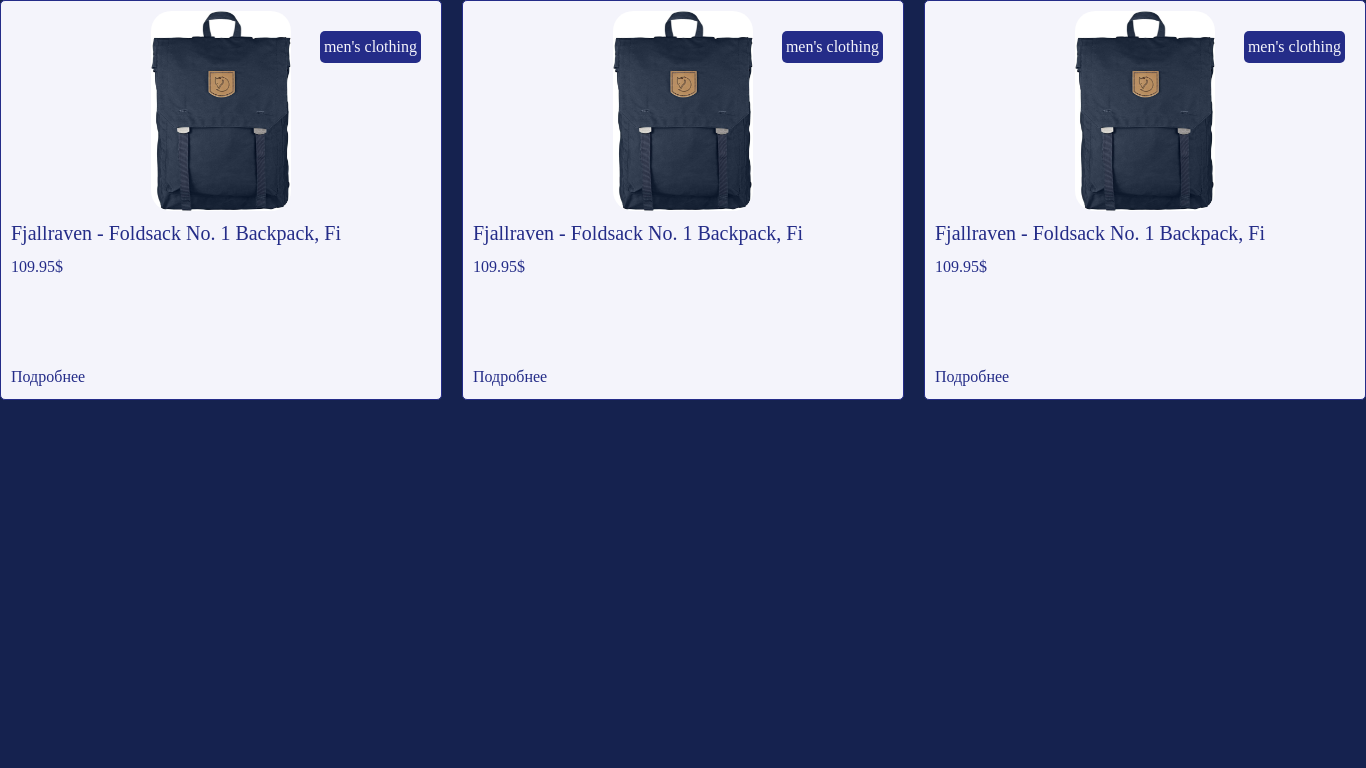 men's clothing
Fjallraven - Foldsack No. 1 Backpack, Fi
109.95$
Подробнее
men's clothing
Fjallraven - Foldsack No. 1 Backpack, Fi
109.95$
Подробнее
men's clothing
Fjallraven - Foldsack No. 1 Backpack, Fi
109.95$
Подробнее